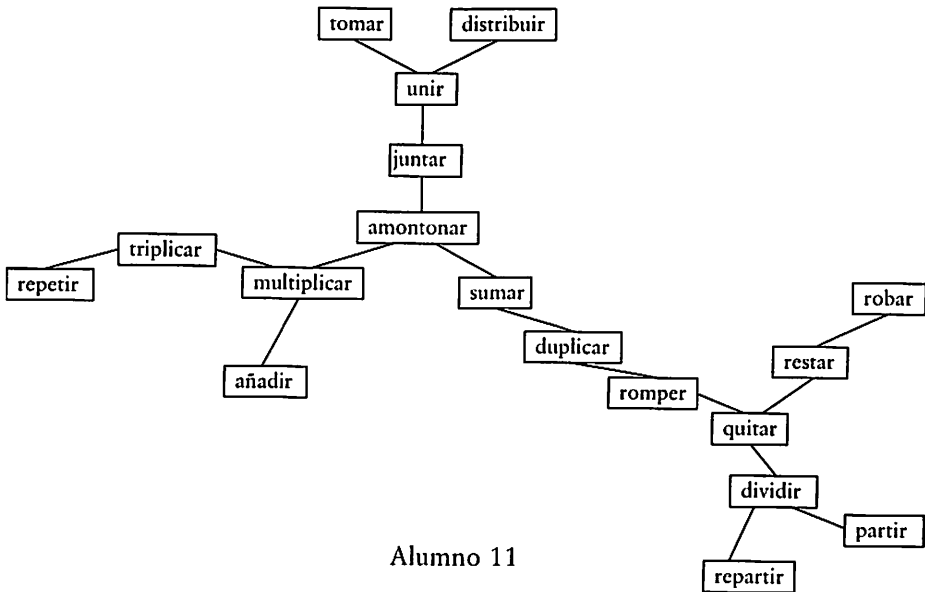 tomar
distribuir
unir
juntar
amontonar
triplicar
repetir
multiplicar
sumar
robar
duplicar
restar
añadir
romper
quitar
dividir
partir
Alumno 11
repartir